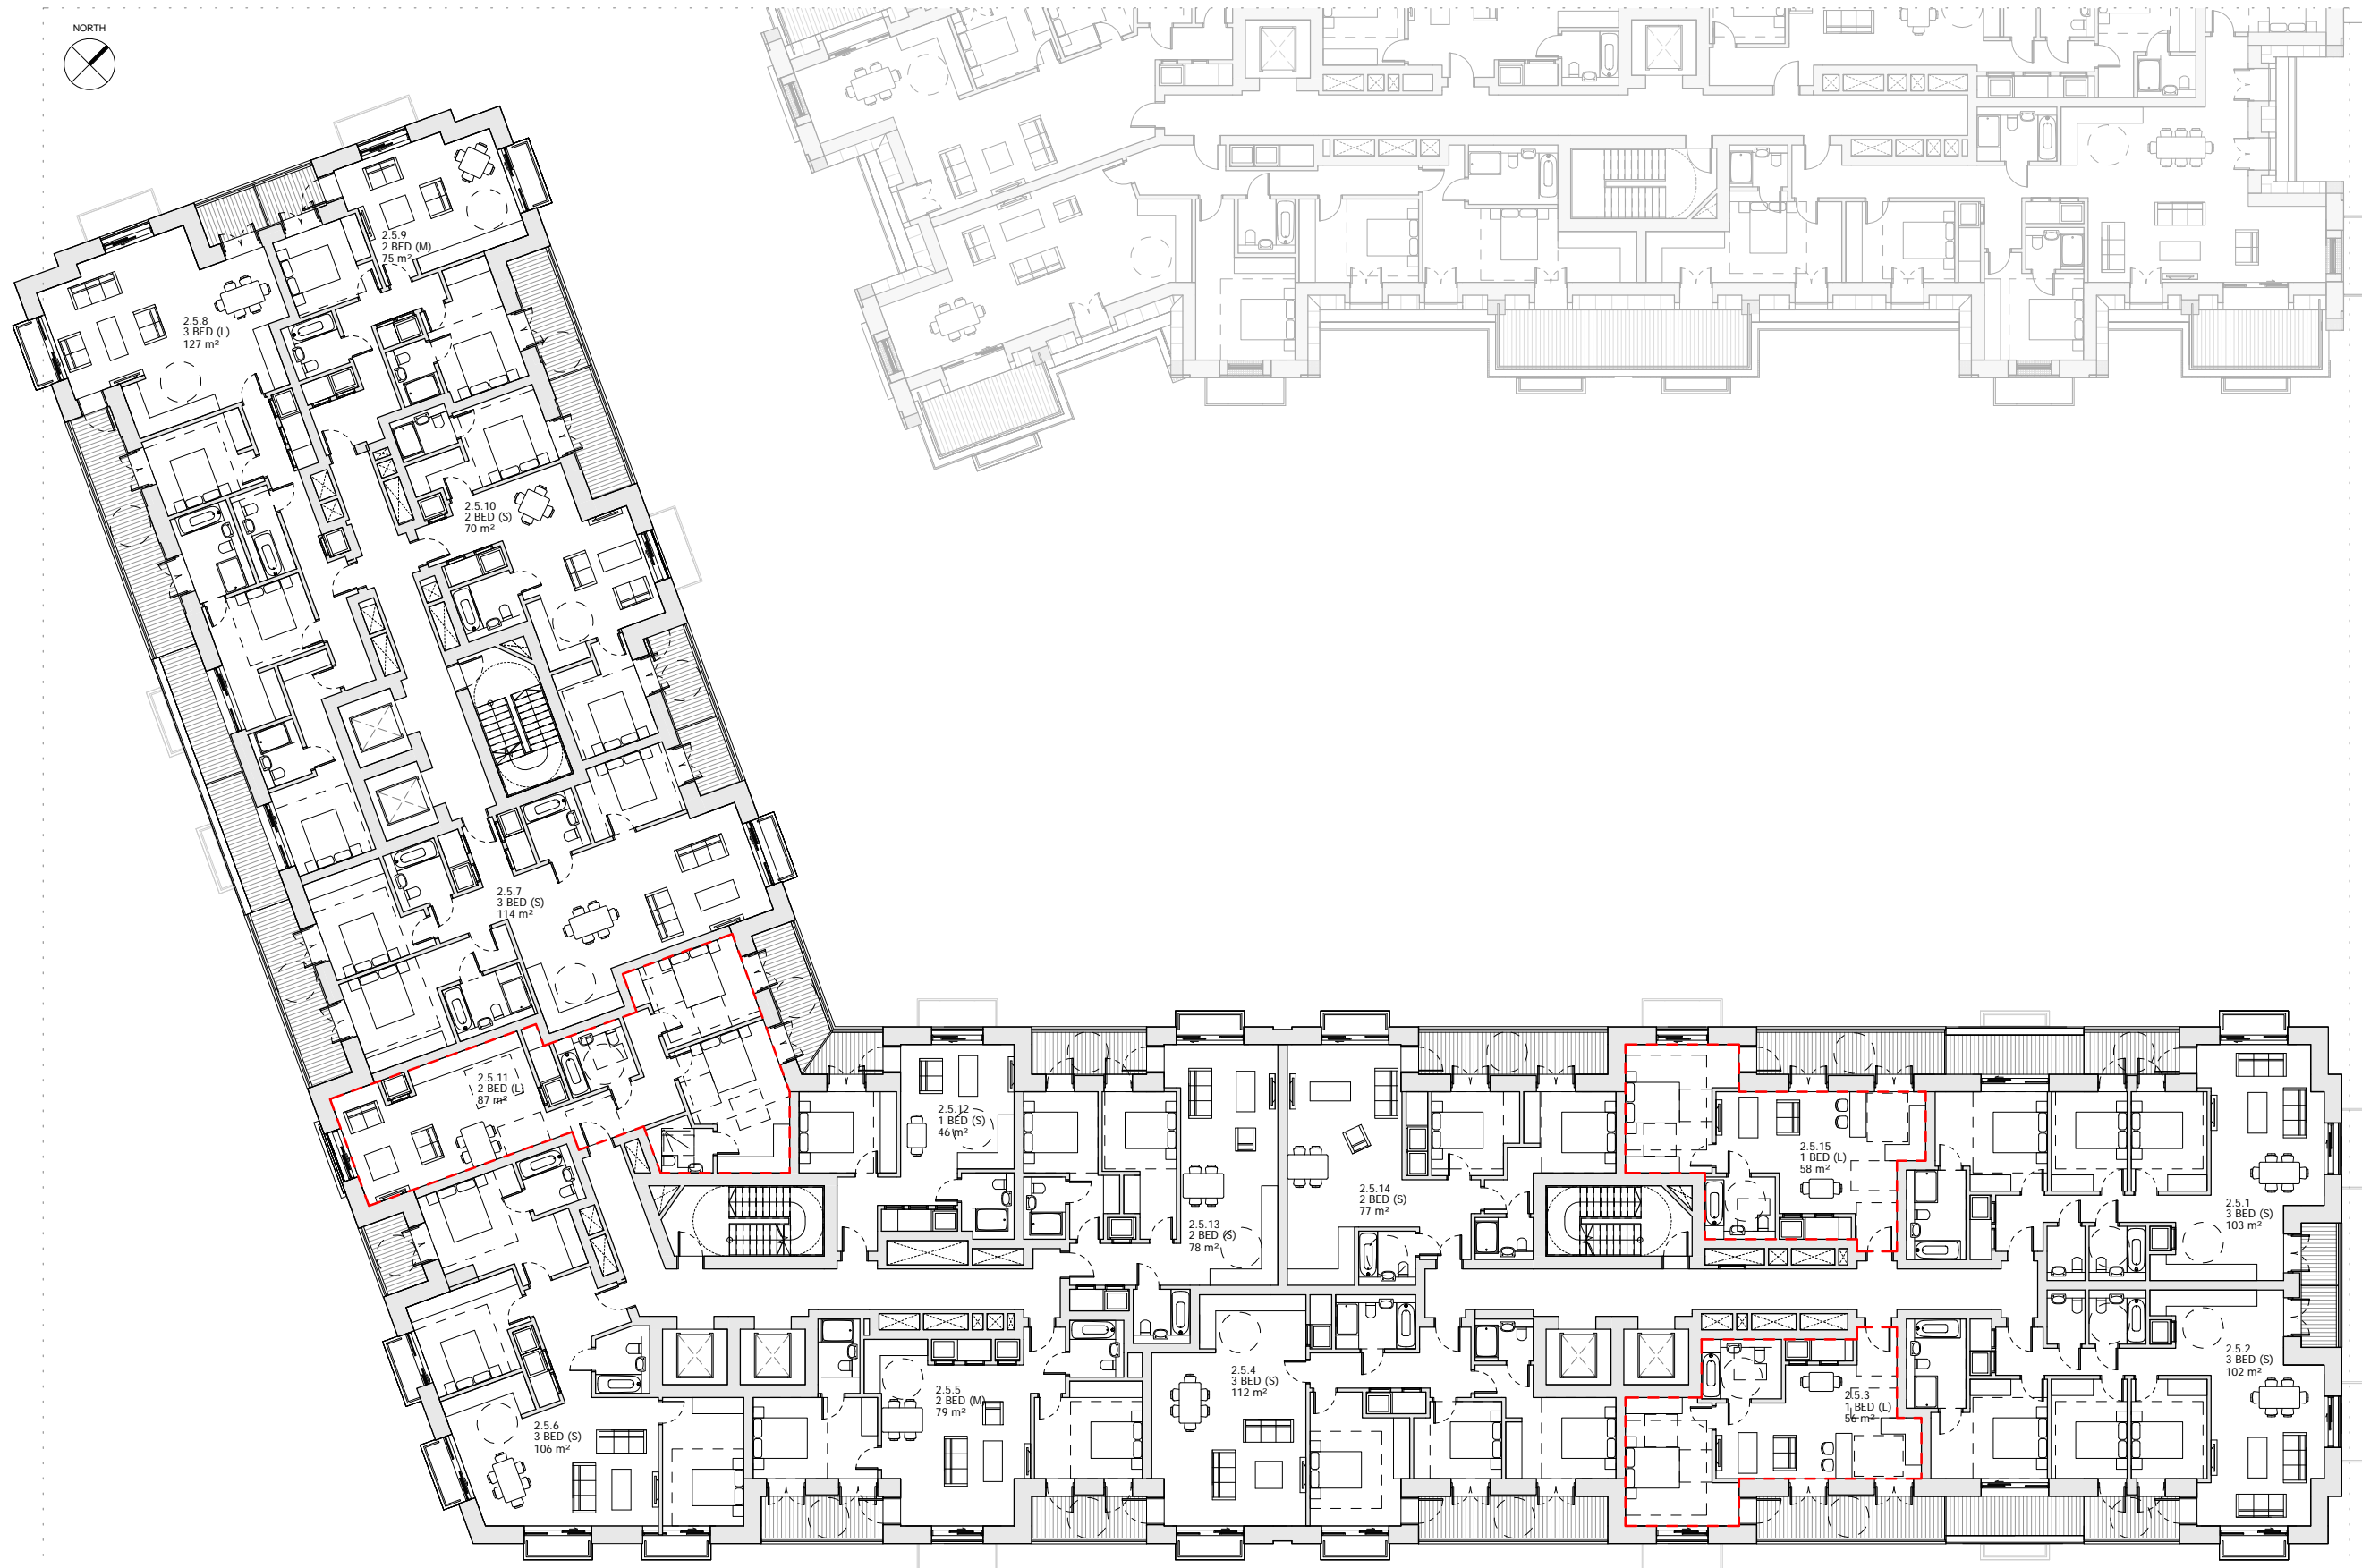 NORTH
2.5.9
2 BED (M)
75 m²
2.5.8
3 BED (L)
127 m²
2.5.10
2 BED (S)
70 m²
2.5.7
3 BED (S)
114 m²
2.5.11
2 BED (L)
87 m²
2.5.12
1 BED (S)
46 m²
2.5.13
2 BED (S)
78 m²
2.5.14
2 BED (S)
77 m²
2.5.15
1 BED (L)
58 m²
2.5.1
3 BED (S)
103 m²
2.5.2
3 BED (S)
102 m²
2.5.3
1 BED (L)
56 m²
2.5.4
3 BED (S)
112 m²
2.5.5
2 BED (M)
79 m²
2.5.6
3 BED (S)
106 m²